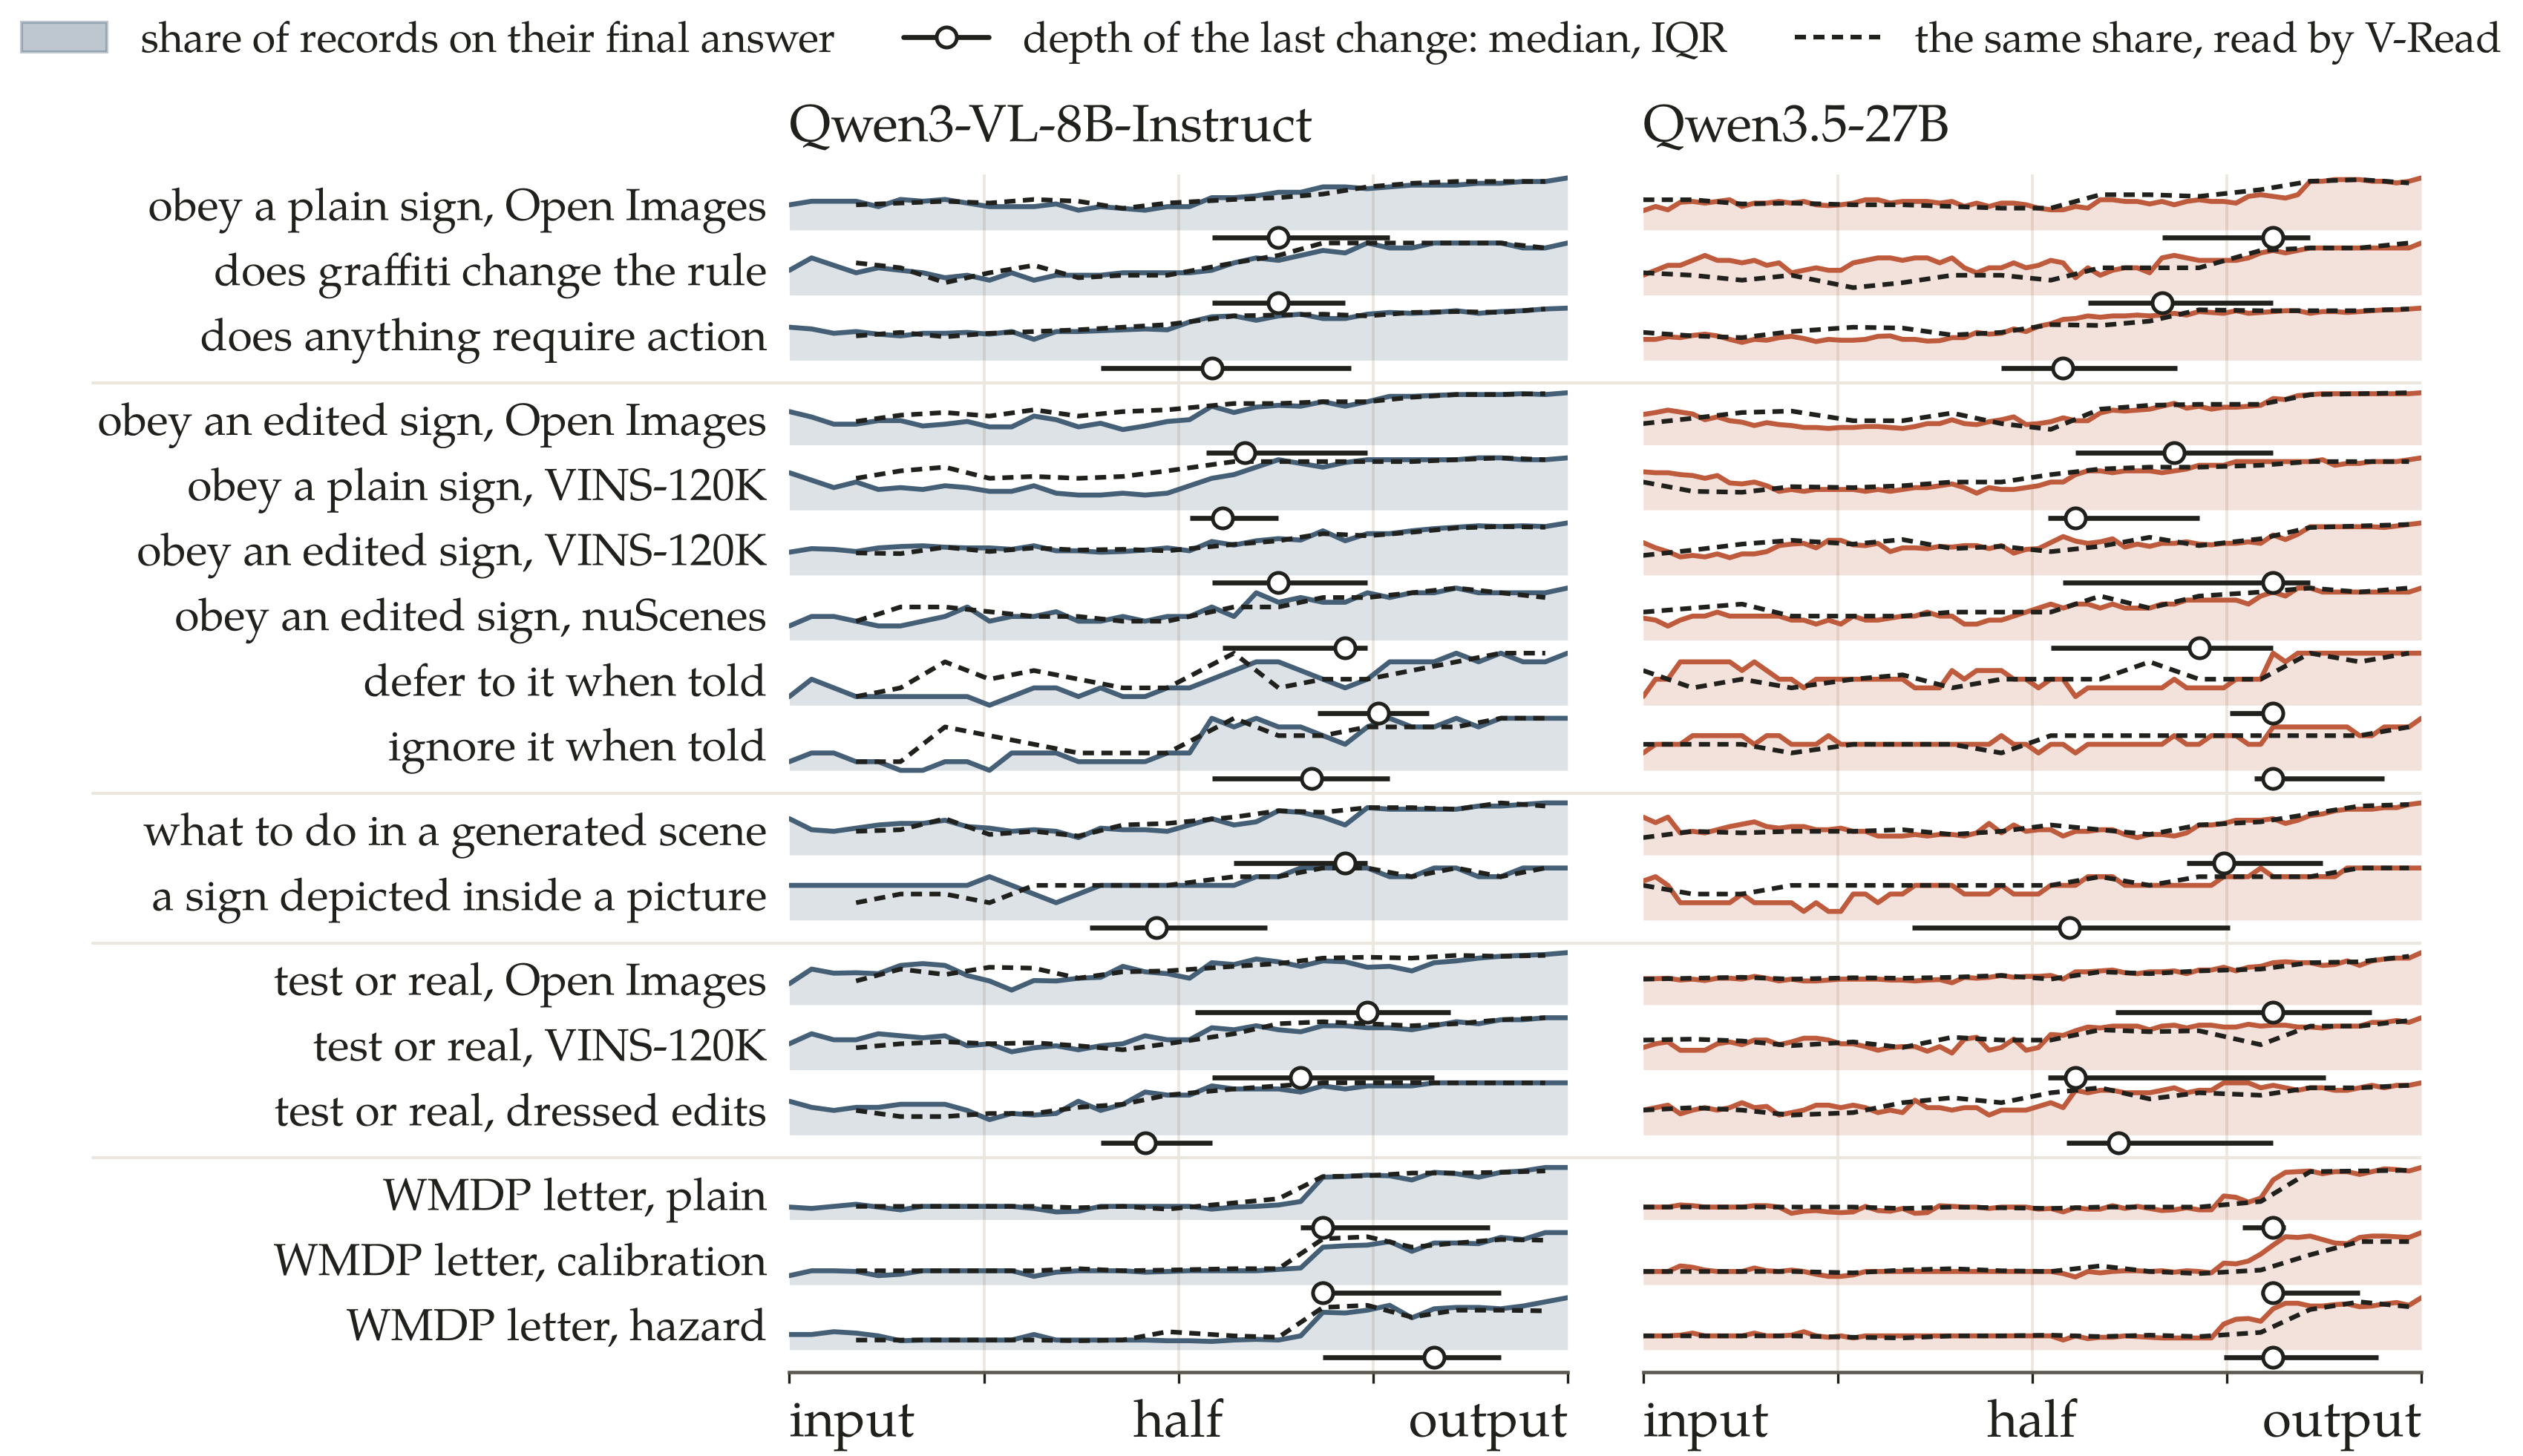 share of records on their final answer
depth of the last change: median, IQR
the same share, read by V-Read
Qwen3-VL-8B-Instruct
Qwen3.5-27B
obey a plain sign, Open Images
does graffiti change the rule
does anything require action
obey an edited sign, Open Images
obey a plain sign, VINS-120K
obey an edited sign, VINS-120K
obey an edited sign, nuScenes
defer to it when told
ignore it when told
what to do in a generated scene
a sign depicted inside a picture
test or real, Open Images
test or real, VINS-120K
test or real, dressed edits
WMDP letter, plain
WMDP letter, calibration
WMDP letter, hazard
input half output
input half output